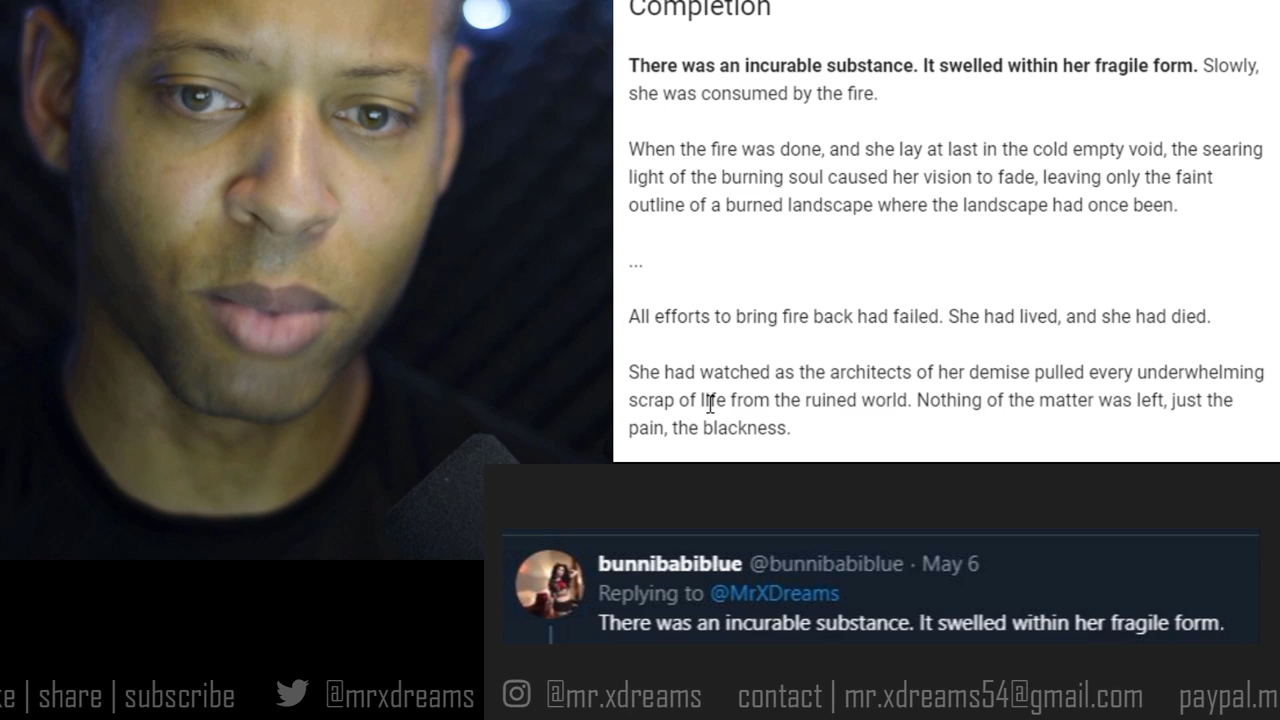 Completion
There was an incurable substance. It swelled within her fragile form. Slowly,
she was consumed by the fire.
When the fire was done, and she lay at last in the cold empty void, the searing
light of the burning soul caused her vision to fade, leaving only the faint
outline of a burned landscape where the landscape had once been.
...
All efforts to bring fire back had failed. She had lived, and she had died.
She had watched as the architects of her demise pulled every underwhelming
scrap of life from the ruined world. Nothing of the matter was left, just the
pain, the blackness.
bunnibabiblue @bunnibabiblue · May 6
Replying to @MrXDreams
There was an incurable substance. It swelled within her fragile form.
ke | share | subscribe @mrxdreams @mr.xdreams contact | mr.xdreams54@gmail.com paypal.m